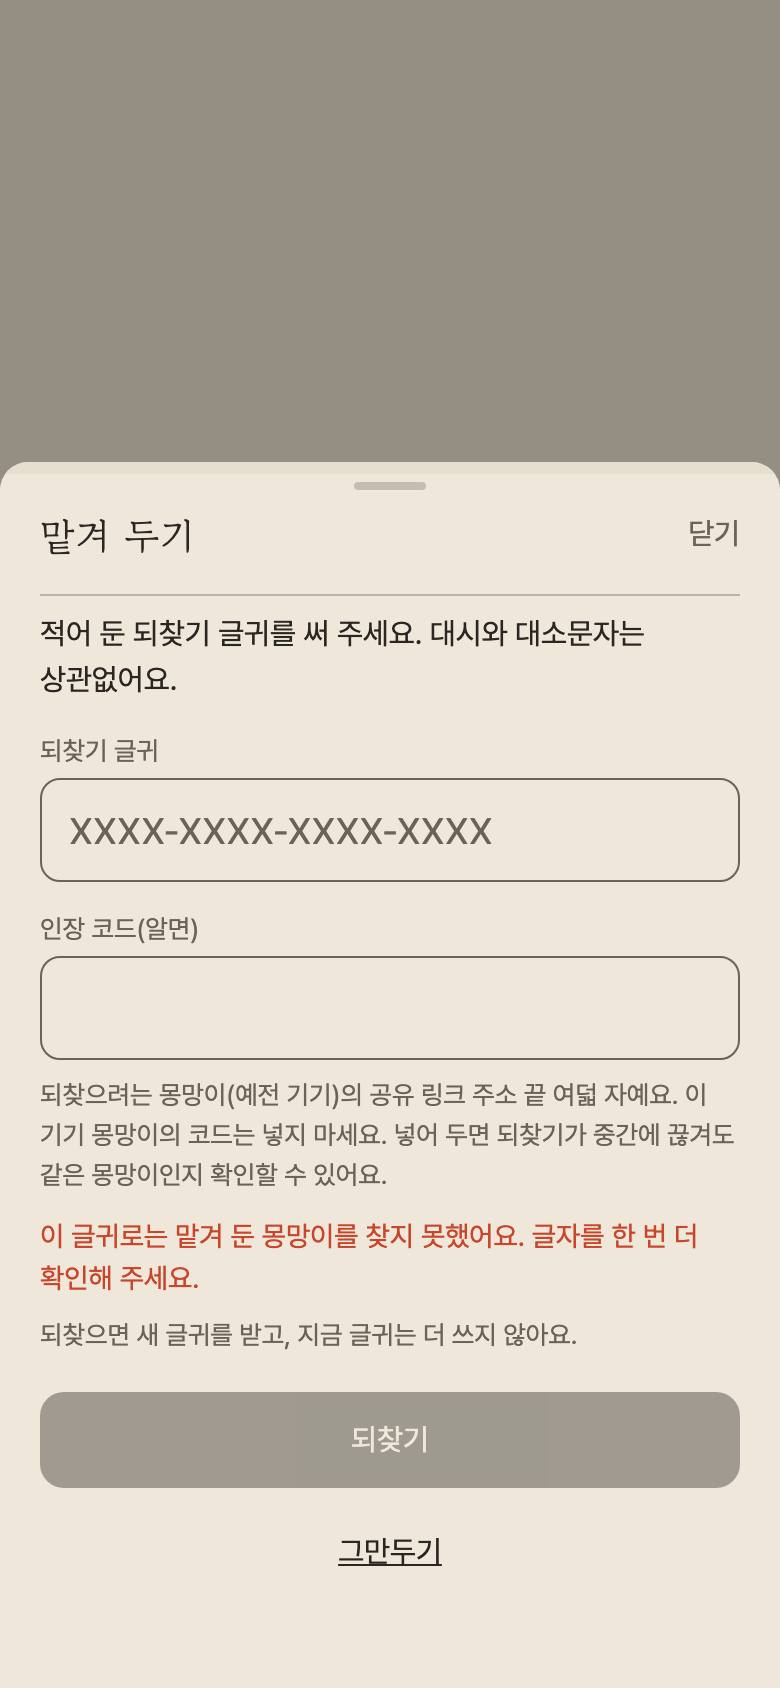 맡겨 두기
닫기
적어 둔 되찾기 글귀를 써 주세요. 대시와 대소문자는
상관없어요.
되찾기 글귀
XXXX-XXXX-XXXX-XXXX
인장 코드(알면)
되찾으려는 몽망이(예전 기기)의 공유 링크 주소 끝 여덟 자예요. 이
기기 몽망이의 코드는 넣지 마세요. 넣어 두면 되찾기가 중간에 끊겨도
같은 몽망이인지 확인할 수 있어요.
이 글귀로는 맡겨 둔 몽망이를 찾지 못했어요. 글자를 한 번 더
확인해 주세요.
되찾으면 새 글귀를 받고, 지금 글귀는 더 쓰지 않아요.
되찾기
그만두기